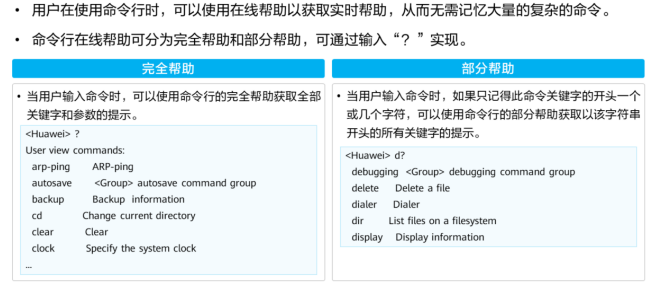 • 用户在使用命令行时，可以使用在线帮助以获取实时帮助，从而无需记忆大量的复杂的命令。
• 命令行在线帮助可分为完全帮助和部分帮助，可通过输入“？”实现。
完全帮助
• 当用户输入命令时，可以使用命令行的完全帮助获取全部
关键字和参数的提示。
<Huawei> ?
User view commands:
arp-ping ARP-ping
autosave <Group> autosave command group
backup Backup information
cd Change current directory
clear Clear
clock Specify the system clock
...
部分帮助
• 当用户输入命令时，如果只记得此命令关键字的开头一个
或几个字符，可以使用命令行的部分帮助获取以该字符串
开头的所有关键字的提示。
<Huawei> d?
debugging <Group> debugging command group
delete Delete a file
dialer Dialer
dir List files on a filesystem
display Display information